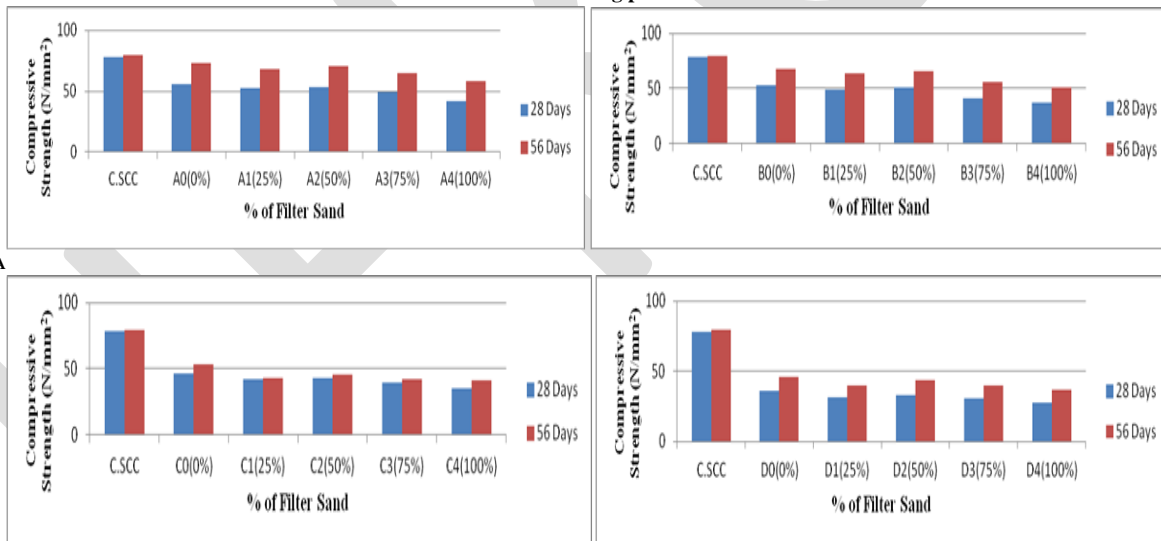 100
50
0
Compressive
Strength (N/mm²)
C.SCC A0(0%) A1(25%) A2(50%) A3(75%) A4(100%)
% of Filter Sand
28 Days
56 Days
100
50
0
Compressive
Strength (N/mm²)
C.SCC B0(0%) B1(25%) B2(50%) B3(75%) B4(100%)
% of Filter Sand
28 Days
56 Days
100
50
0
Compressive
Strength (N/mm²)
C.SCC C0(0%) C1(25%) C2(50%) C3(75%) C4(100%)
% of Filter Sand
28 Days
56 Days
100
50
0
Compressive
Strength (N/mm²)
C.SCC D0(0%) D1(25%) D2(50%) D3(75%) D4(100%)
% of Filter Sand
28 Days
56 Days